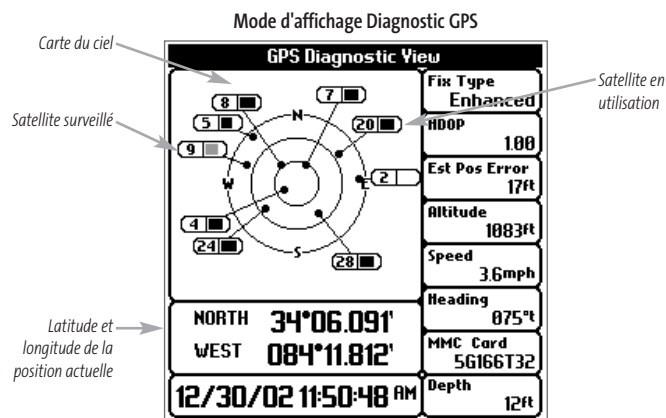 Mode d'affichage Diagnostic GPS
Carte du ciel
Satellite surveillé
Latitude et
longitude de la
position actuelle
Satellite en
utilisation
GPS Diagnostic View
7
8
5
20
9
2
4
24
28
N
W
E
S
Fix Type
Enhanced
HDOP
1.00
Est Pos Error
17ft
Altitude
1083ft
Speed
3.6mph
Heading
075°t
MMC Card
5G166T32
Depth
12ft
NORTH 34°06.091'
WEST 084°11.812'
12/30/02 11:50:48 AM